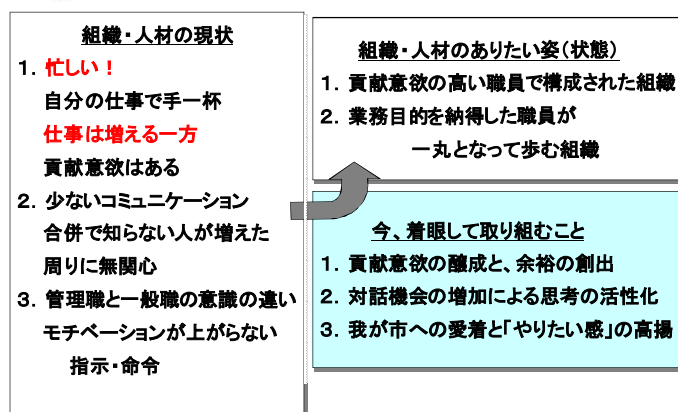 組織・人材の現状
1．忙しい！
自分の仕事で手一杯
仕事は増える一方
貢献意欲はある
2．少ないコミュニケーション
合併で知らない人が増えた
周りに無関心
3．管理職と一般職の意識の違い
モチベーションが上がらない
指示・命令
組織・人材のありたい姿（状態）
1．貢献意欲の高い職員で構成された組織
2．業務目的を納得した職員が
一丸となって歩む組織
今、着眼して取り組むこと
1．貢献意欲の醸成と、余裕の創出
2．対話機会の増加による思考の活性化
3．我が市への愛着と「やりたい感」の高揚